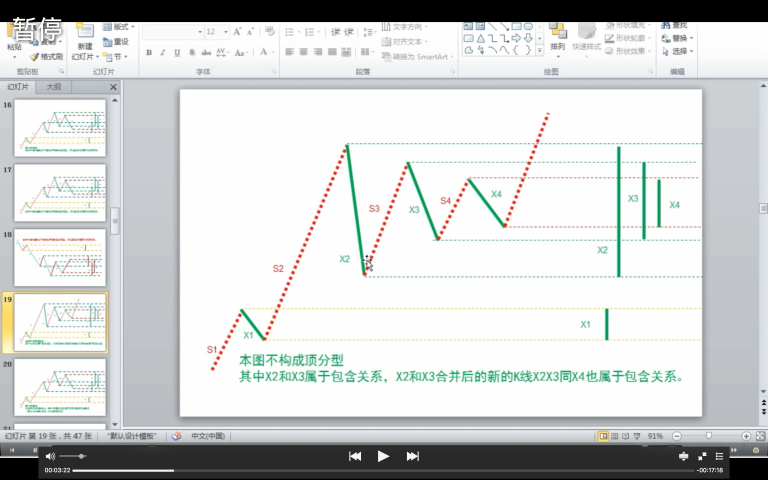 暂停
粘贴
格式刷
新建
幻灯片
版式
重设
节
12
文字方向
对齐文本
转换为 SmartArt
排列
快速样式
形状填充
形状轮廓
形状效果
查找
替换
选择
剪贴板
幻灯片
字体
段落
绘图
编辑
幻灯片
大纲
16
17
18
19
20
S1
X1
S2
X2
S3
X3
S4
X4
X3
X4
X2
X1
本图不构成顶分型
其中X2和X3属于包含关系，X2和X3合并后的新的K线X2X3同X4也属于包含关系。
幻灯片 第 19 张，共 47 张
"默认设计模板"
中文(中国)
91%
00:03:22
-00:17:18